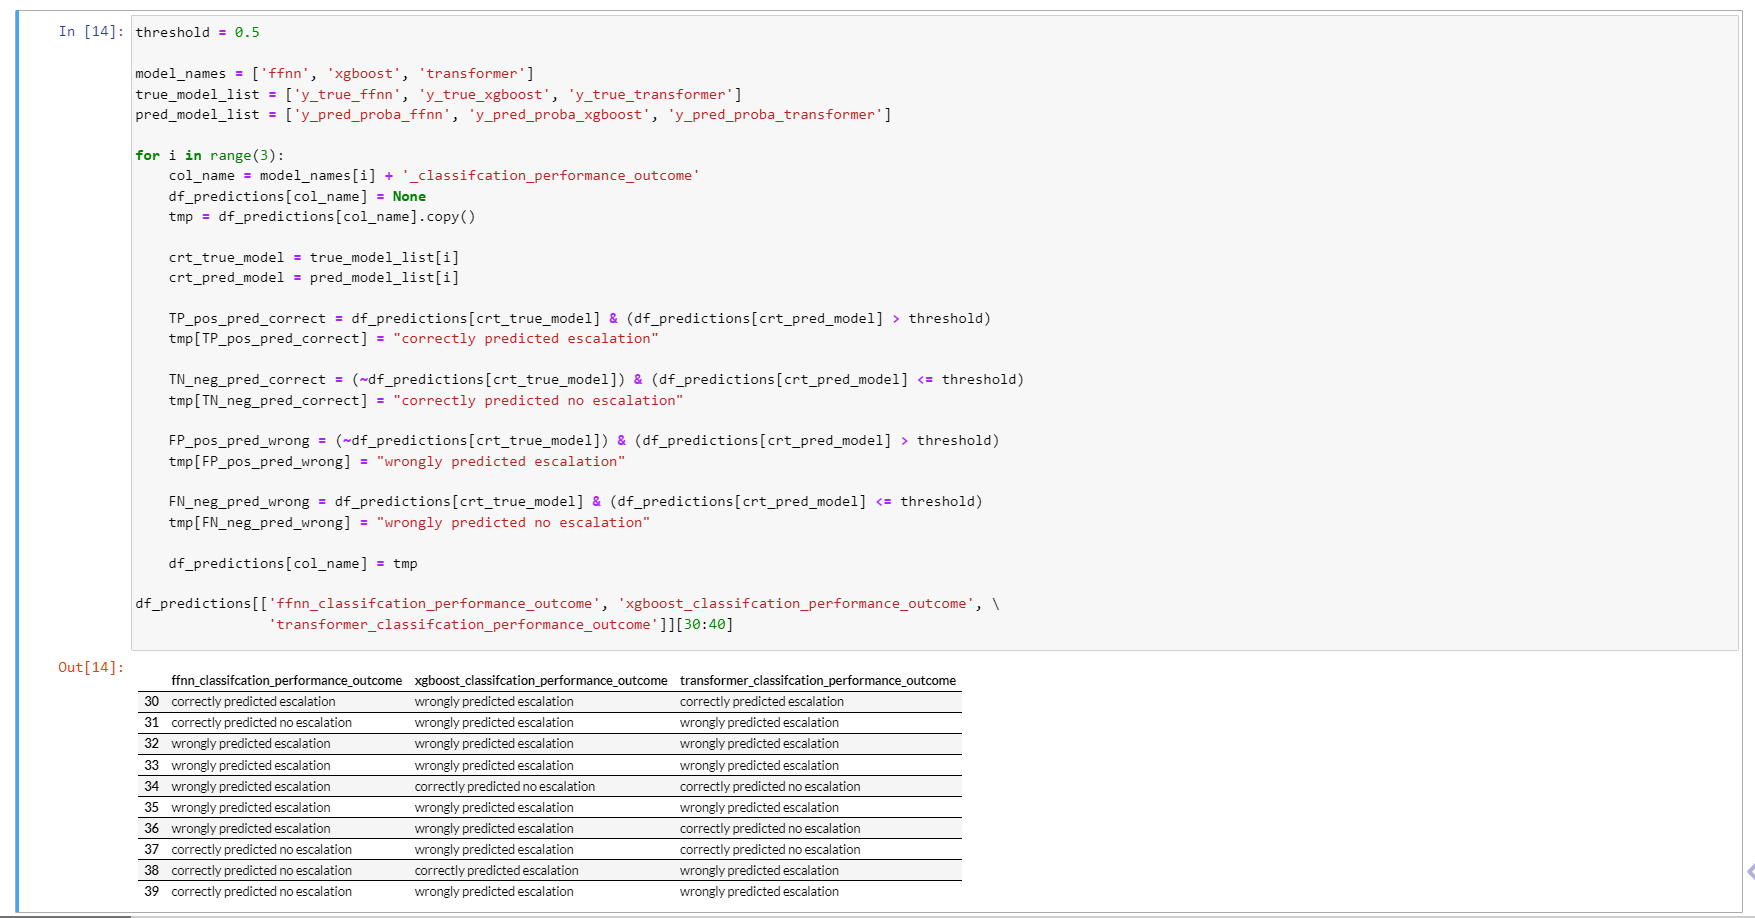 In [14]: threshold = 0.5
model_names = ['ffnn', 'xgboost', 'transformer']
true_model_list = ['y_true_ffnn', 'y_true_xgboost', 'y_true_transformer']
pred_model_list = ['y_pred_proba_ffnn', 'y_pred_proba_xgboost', 'y_pred_proba_transformer']
for i in range(3):
    col_name = model_names[i] + '_classifcation_performance_outcome'
    df_predictions[col_name] = None
    tmp = df_predictions[col_name].copy()
    crt_true_model = true_model_list[i]
    crt_pred_model = pred_model_list[i]
    TP_pos_pred_correct = df_predictions[crt_true_model] & (df_predictions[crt_pred_model] > threshold)
    tmp[TP_pos_pred_correct] = "correctly predicted escalation"
    TN_neg_pred_correct = (~df_predictions[crt_true_model]) & (df_predictions[crt_pred_model] <= threshold)
    tmp[TN_neg_pred_correct] = "correctly predicted no escalation"
    FP_pos_pred_wrong = (~df_predictions[crt_true_model]) & (df_predictions[crt_pred_model] > threshold)
    tmp[FP_pos_pred_wrong] = "wrongly predicted escalation"
    FN_neg_pred_wrong = df_predictions[crt_true_model] & (df_predictions[crt_pred_model] <= threshold)
    tmp[FN_neg_pred_wrong] = "wrongly predicted no escalation"
    df_predictions[col_name] = tmp
df_predictions[['ffnn_classifcation_performance_outcome', 'xgboost_classifcation_performance_outcome', \
                'transformer_classifcation_performance_outcome']][30:40]
Out[14]:
ffnn_classifcation_performance_outcome xgboost_classifcation_performance_outcome transformer_classifcation_performance_outcome
30 correctly predicted escalation wrongly predicted escalation correctly predicted escalation
31 correctly predicted no escalation wrongly predicted escalation wrongly predicted escalation
32 wrongly predicted escalation wrongly predicted escalation wrongly predicted escalation
33 wrongly predicted escalation wrongly predicted escalation wrongly predicted escalation
34 wrongly predicted escalation correctly predicted no escalation correctly predicted no escalation
35 wrongly predicted escalation wrongly predicted escalation wrongly predicted escalation
36 wrongly predicted escalation wrongly predicted escalation correctly predicted no escalation
37 correctly predicted no escalation wrongly predicted escalation correctly predicted no escalation
38 correctly predicted no escalation correctly predicted escalation wrongly predicted escalation
39 correctly predicted no escalation wrongly predicted escalation wrongly predicted escalation